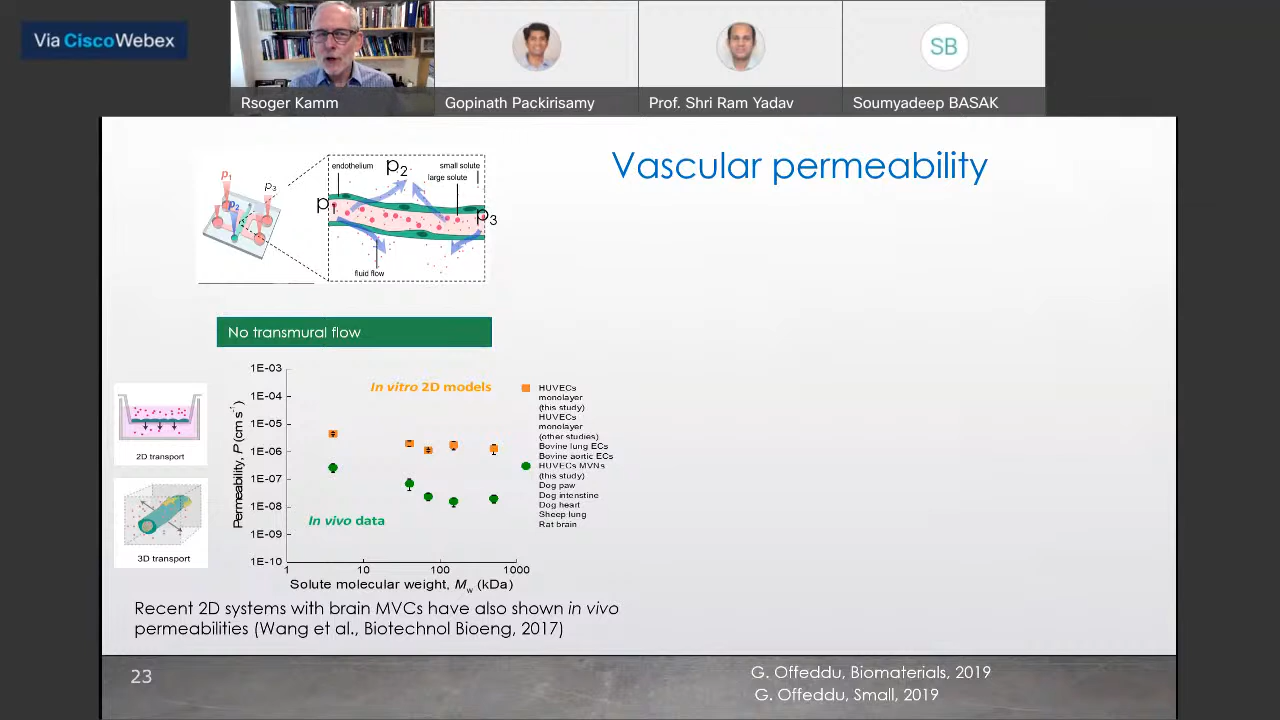 Via CiscoWebex
Rsoger Kamm
Gopinath Packirisamy
Prof. Shri Ram Yadav
SB
Soumyadeep BASAK
Vascular permeability
p1
p2
p3
endothelium
p2
small solute
large solute
p1
p3
fluid flow
No transmural flow
2D transport
3D transport
Permeability, P (cm s-1)
1E-03
1E-04
1E-05
1E-06
1E-07
1E-08
1E-09
1E-10
In vitro 2D models
In vivo data
1 10 100 1000
Solute molecular weight, Mw (kDa)
HUVECs
monolayer
(this study)
HUVECs
monolayer
(other studies)
Bovine lung ECs
Bovine aortic ECs
HUVECs MVNs
(this study)
Dog paw
Dog intenstine
Dog heart
Sheep lung
Rat brain
Recent 2D systems with brain MVCs have also shown in vivo
permeabilities (Wang et al., Biotechnol Bioeng, 2017)
23
G. Offeddu, Biomaterials, 2019
G. Offeddu, Small, 2019